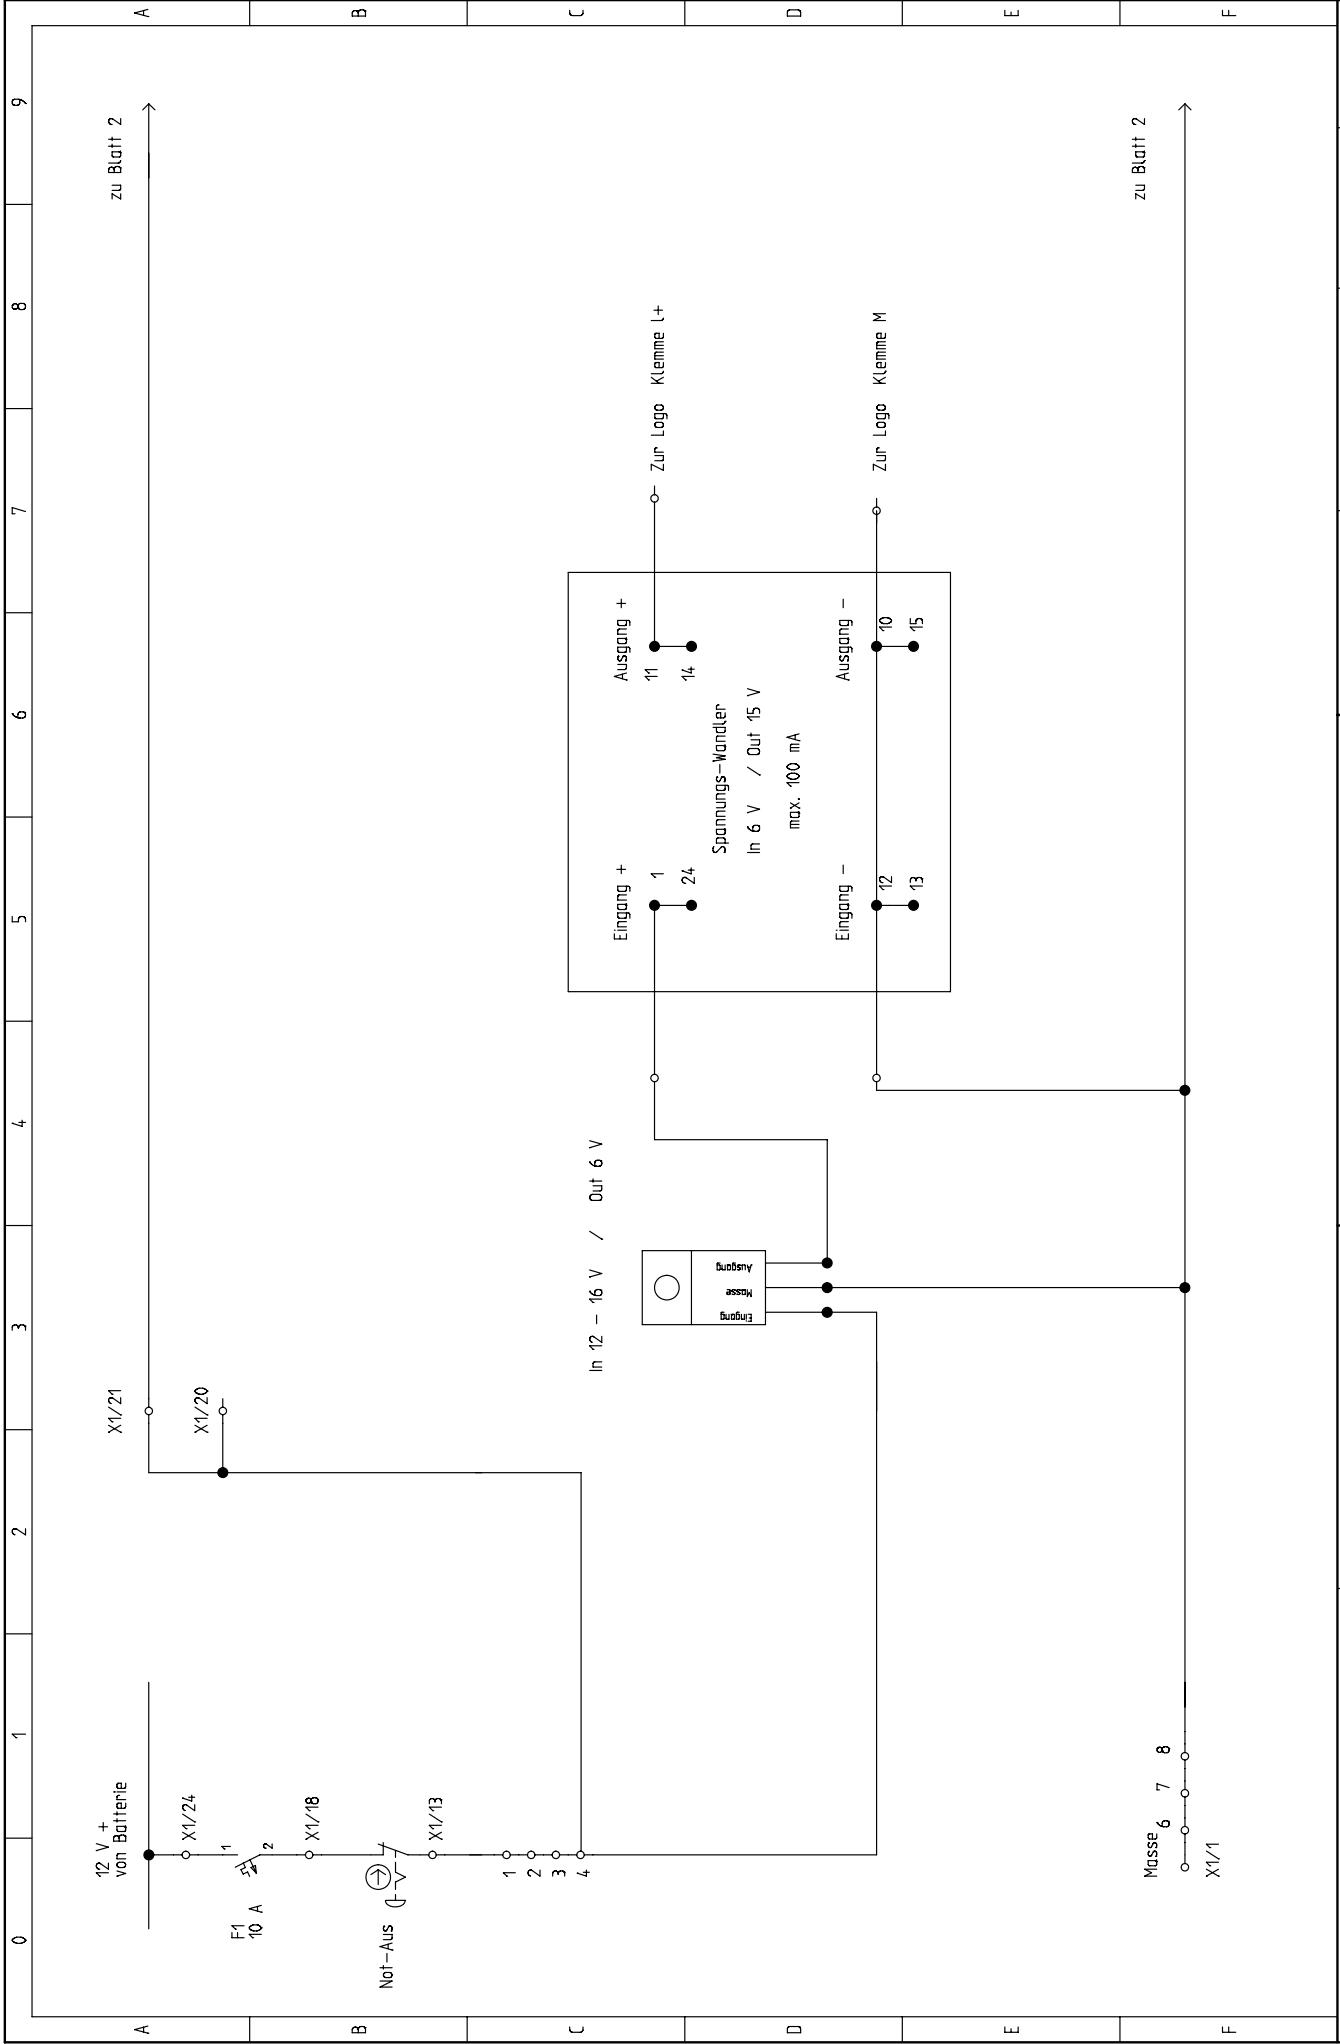 0 1 2 3 4 5 6 7 8 9
A
B
C
D
E
F
A
B
C
D
E
F
12 V +
von Batterie
X1/24
1
2
F1
10 A
X1/18
Not-Aus
X1/13
1
2
3
4
X1/21
X1/20
zu Blatt 2
In 12 - 16 V / Out 6 V
Eingang
Masse
Ausgang
Eingang +
1
24
Ausgang +
11
14
Spannungs-Wandler
In 6 V / Out 15 V
max. 100 mA
Eingang -
12
13
Ausgang -
10
15
Zur Logo Klemme L+
Zur Logo Klemme M
Masse
6 7 8
X1/1
zu Blatt 2